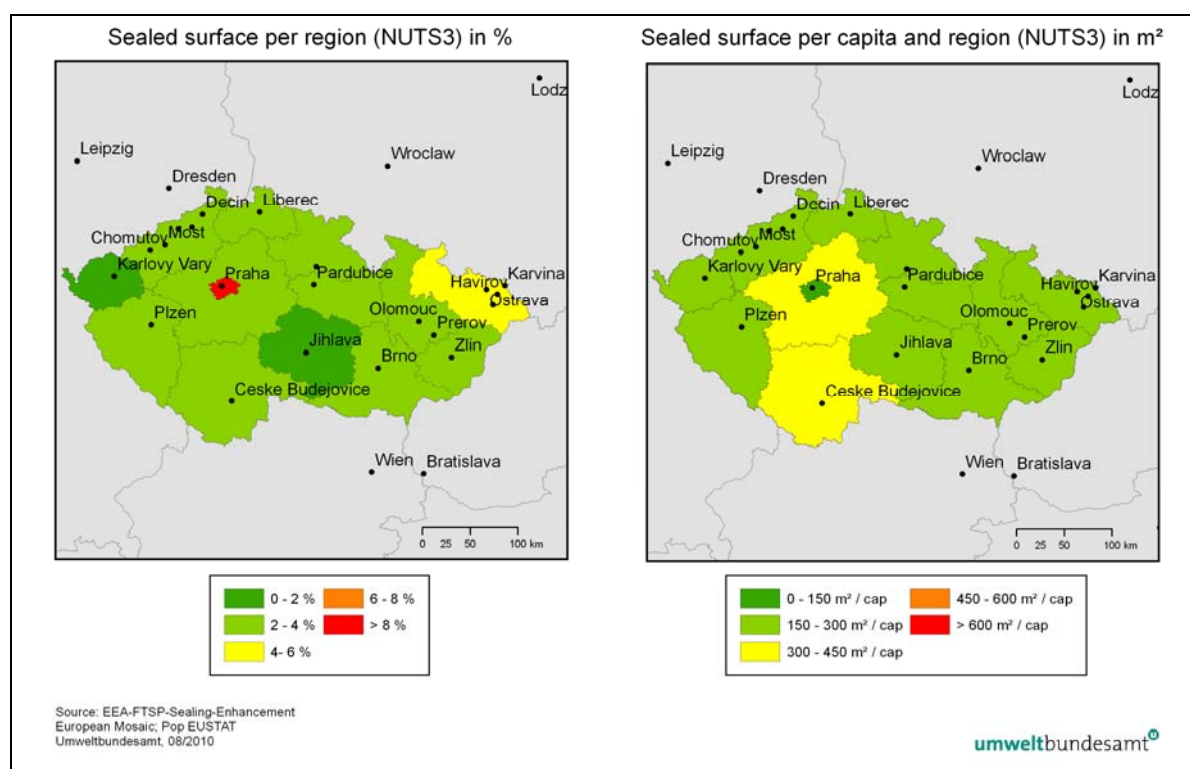 Sealed surface per region (NUTS3) in %
Lodz
Leipzig
Wroclaw
Dresden
Decin
Liberec
Chomutov
Most
Karlovy Vary
Praha
Pardubice
Havirov
Karvina
Ostrava
Plzen
Olomouc
Prerov
Jihlava
Zlin
Brno
Ceske Budejovice
Wien
Bratislava
0 25 50 100 km
0 - 2 %
6 - 8 %
2 - 4 %
> 8 %
4- 6 %
Sealed surface per capita and region (NUTS3) in m²
Lodz
Leipzig
Wroclaw
Dresden
Decin
Liberec
Chomutov
Most
Karlovy Vary
Praha
Pardubice
Havirov
Karvina
Ostrava
Plzen
Olomouc
Prerov
Jihlava
Zlin
Brno
Ceske Budejovice
Wien
Bratislava
0 25 50 100 km
0 - 150 m² / cap
450 - 600 m² / cap
150 - 300 m² / cap
> 600 m² / cap
300 - 450 m² / cap
Source: EEA-FTSP-Sealing-Enhancement
European Mosaic; Pop EUSTAT
Umweltbundesamt, 08/2010
umweltbundesamt